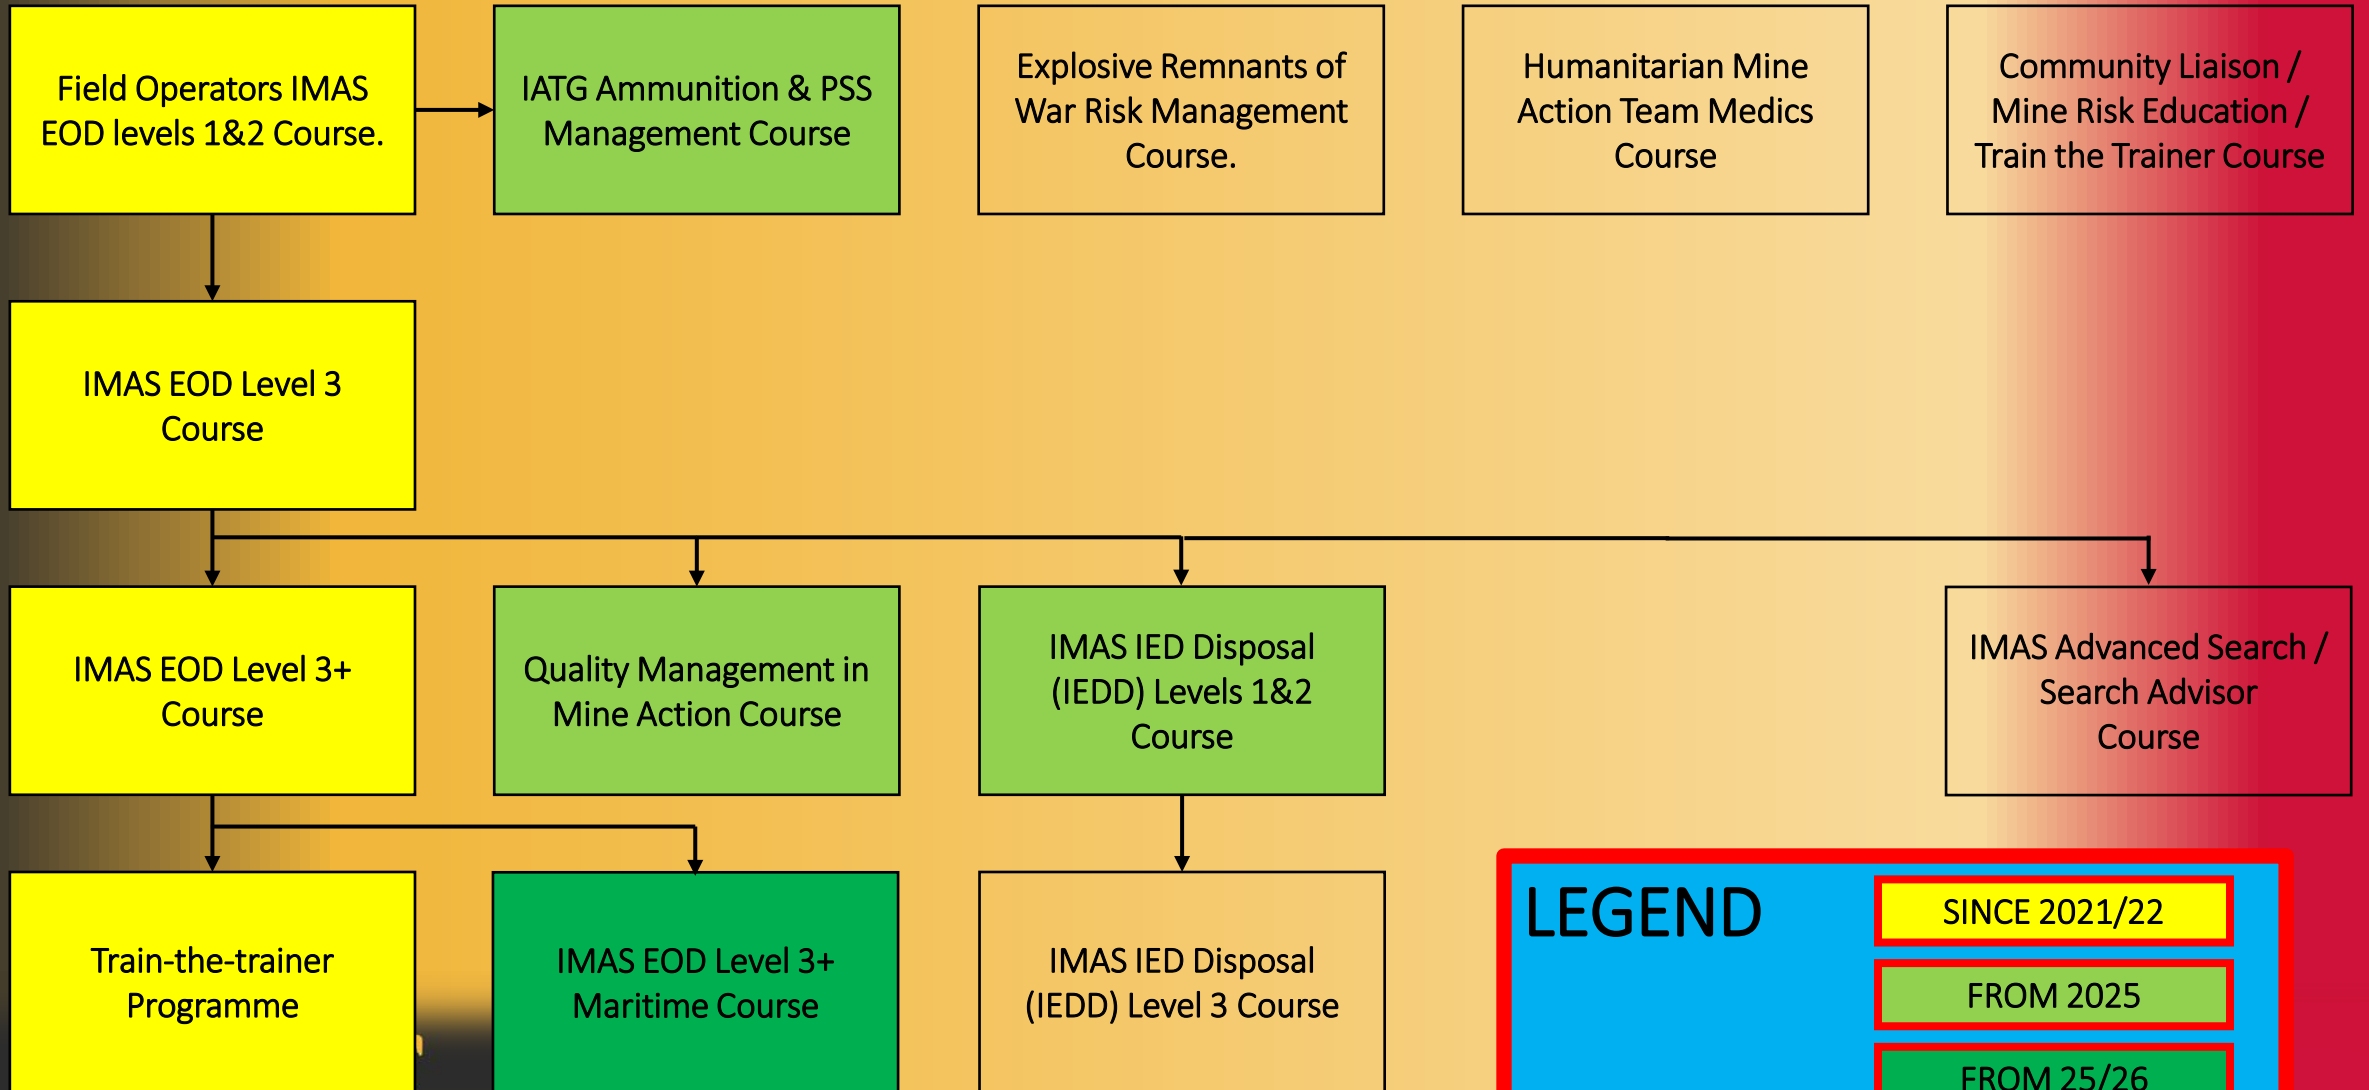 Field Operators IMAS
EOD levels 1&2 Course.
IATG Ammunition & PSS
Management Course
Explosive Remnants of
War Risk Management
Course.
Humanitarian Mine
Action Team Medics
Course
Community Liaison /
Mine Risk Education /
Train the Trainer Course
IMAS EOD Level 3
Course
IMAS EOD Level 3+
Course
Quality Management in
Mine Action Course
IMAS IED Disposal
(IEDD) Levels 1&2
Course
IMAS Advanced Search /
Search Advisor
Course
Train-the-trainer
Programme
IMAS EOD Level 3+
Maritime Course
IMAS IED Disposal
(IEDD) Level 3 Course
LEGEND
SINCE 2021/22
FROM 2025
FROM 25/26